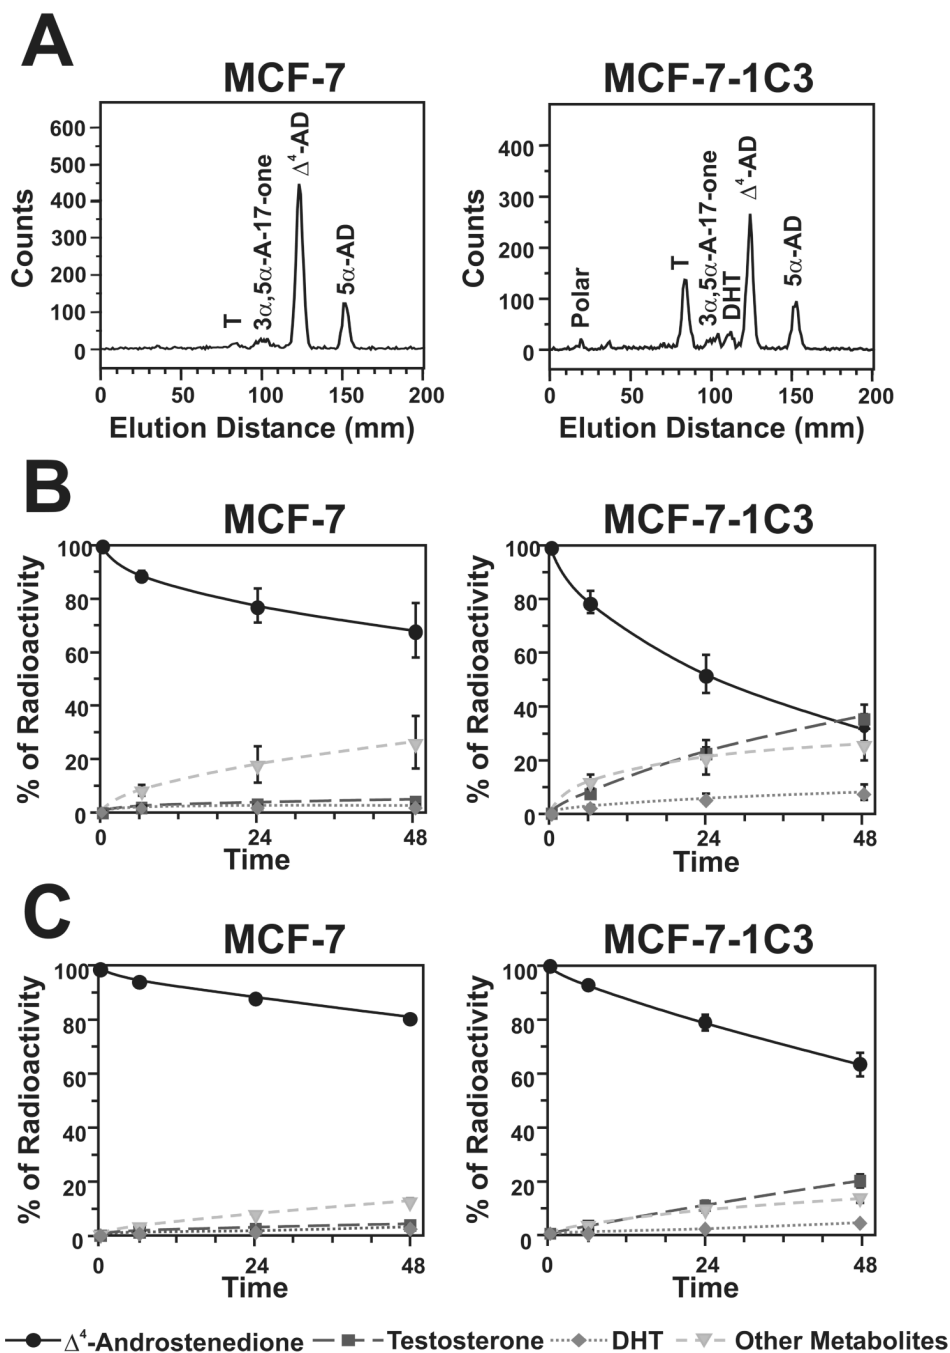 A
MCF-7
MCF-7-1C3
Counts
600
500
400
300
200
100
0
T
3α,5α-A-17-one
Δ⁴-AD
5α-AD
0 50 100 150 200
Elution Distance (mm)
Counts
400
300
200
100
0
Polar
T
3α,5α-A-17-one
DHT
Δ⁴-AD
5α-AD
0 50 100 150 200
Elution Distance (mm)
B
MCF-7
MCF-7-1C3
% of Radioactivity
100
80
60
40
20
0
0 24 48
Time
% of Radioactivity
100
80
60
40
20
0
0 24 48
Time
C
MCF-7
MCF-7-1C3
% of Radioactivity
100
80
60
40
20
0
0 24 48
Time
% of Radioactivity
100
80
60
40
20
0
0 24 48
Time
Δ⁴-Androstenedione Testosterone DHT Other Metabolites